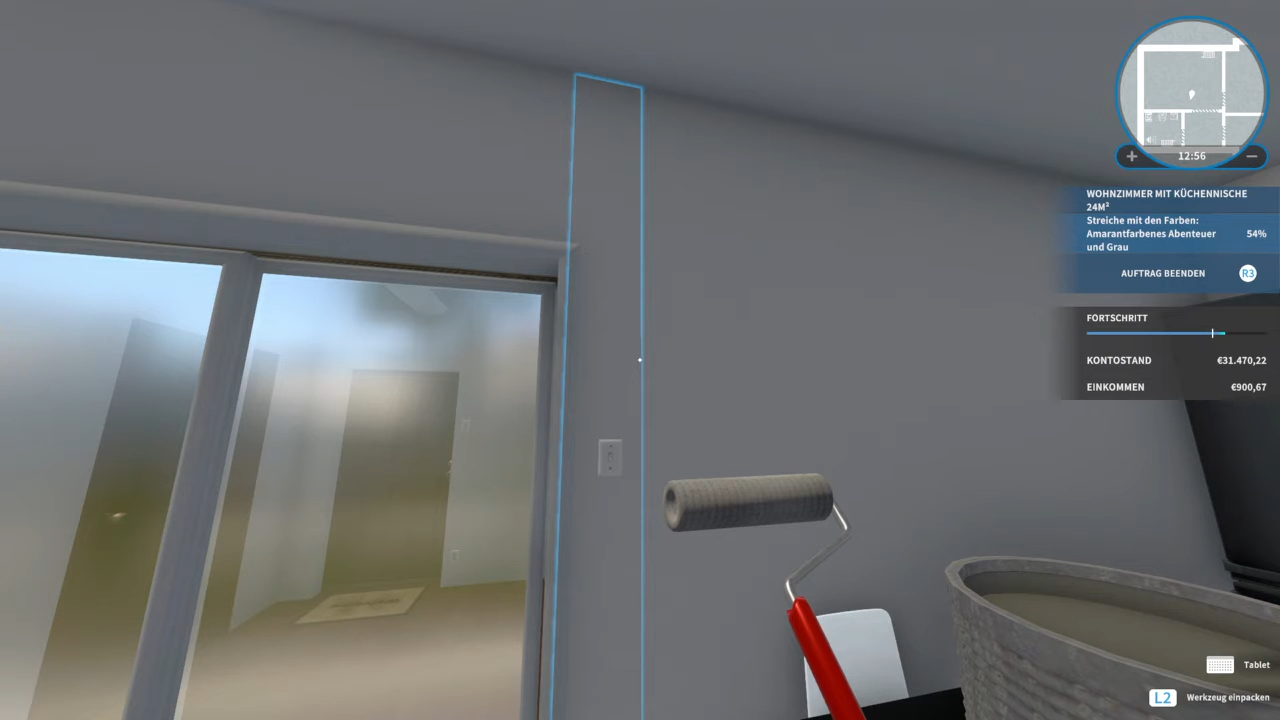 12:56
WOHNZIMMER MIT KÜCHENNISCHE
24M²
Streiche mit den Farben:
Amarantfarbenes Abenteuer 54%
und Grau
AUFTRAG BEENDEN R3
FORTSCHRITT
KONTOSTAND €31.470,22
EINKOMMEN €900,67
Tablet
L2 Werkzeug einpacken